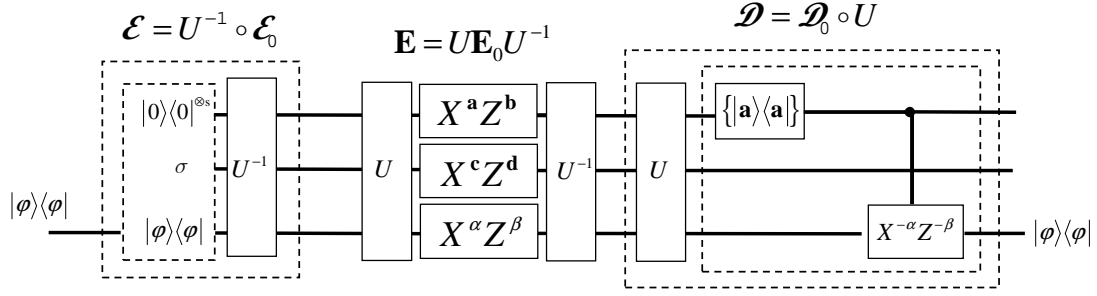 𝓔 = U⁻¹ ∘ 𝓔₀
𝐄 = U𝐄₀U⁻¹
𝓓 = 𝓓₀ ∘ U
|0⟩⟨0|^{⊗s}
σ
|φ⟩⟨φ|
|φ⟩⟨φ|
U⁻¹
U
X^𝐚 Z^𝐛
X^𝐜 Z^𝐝
X^α Z^β
U⁻¹
U
{|𝐚⟩⟨𝐚|}
X^{-α} Z^{-β}
|φ⟩⟨φ|